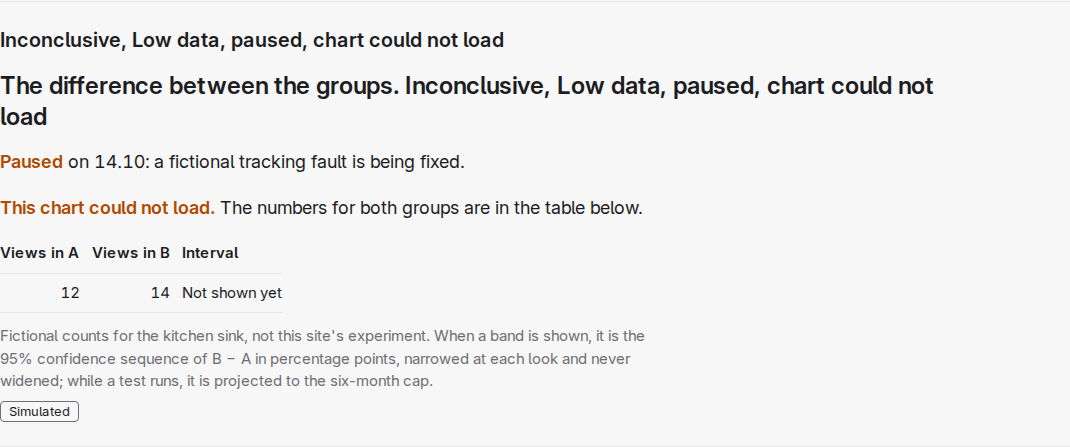 Inconclusive, Low data, paused, chart could not load
The difference between the groups. Inconclusive, Low data, paused, chart could not
load
Paused on 14.10: a fictional tracking fault is being fixed.
This chart could not load. The numbers for both groups are in the table below.
Views in A Views in B Interval
12 14 Not shown yet
Fictional counts for the kitchen sink, not this site's experiment. When a band is shown, it is the
95% confidence sequence of B − A in percentage points, narrowed at each look and never
widened; while a test runs, it is projected to the six-month cap.
Simulated